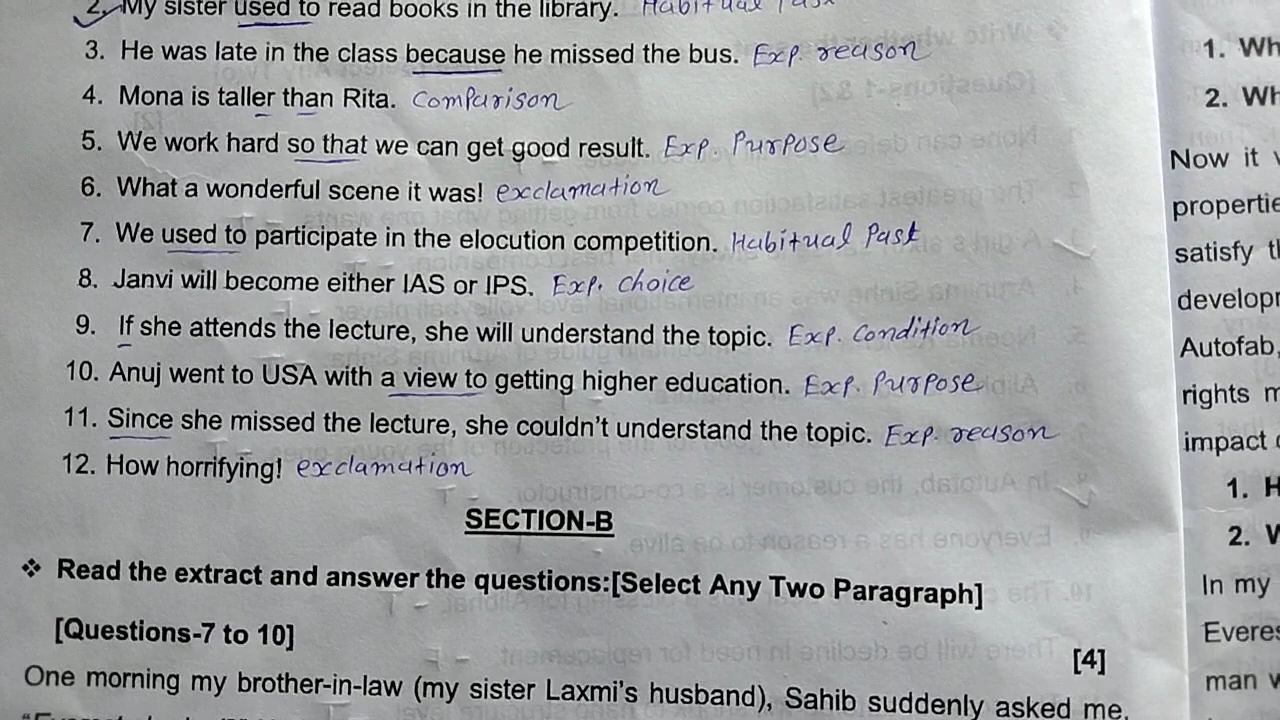 2. My sister used to read books in the library. Habitual Past
3. He was late in the class because he missed the bus. Exp. reason
4. Mona is taller than Rita. Comparison
5. We work hard so that we can get good result. Exp. Purpose
6. What a wonderful scene it was! exclamation
7. We used to participate in the elocution competition. Habitual Past
8. Janvi will become either IAS or IPS. Exp. choice
9. If she attends the lecture, she will understand the topic. Exp. Condition
10. Anuj went to USA with a view to getting higher education. Exp. Purpose
11. Since she missed the lecture, she couldn't understand the topic. Exp. reason
12. How horrifying! exclamation
SECTION-B
❖ Read the extract and answer the questions:[Select Any Two Paragraph]
[Questions-7 to 10]
[4]
One morning my brother-in-law (my sister Laxmi's husband), Sahib suddenly asked me,
1. Wh
2. Wh
Now it
propertie
satisfy
develop
Autofab,
rights
impact
1.
2.
In my
Everes
man